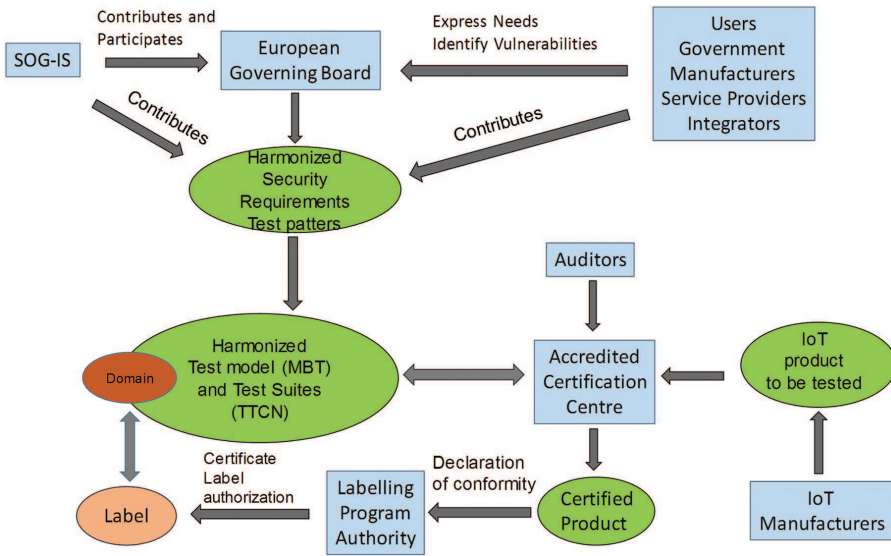 Contributes and
Participates
Express Needs
Identify Vulnerabilities
SOG-IS
European
Governing Board
Users
Government
Manufacturers
Service Providers
Integrators
Contributes
Contributes
Harmonized
Security
Requirements
Test patters
Auditors
Harmonized
Test model (MBT)
and Test Suites
(TTCN)
Domain
Accredited
Certification
Centre
IoT
product
to be tested
Certificate
Label
authorization
Declaration
of conformity
Label
Labelling
Program
Authority
Certified
Product
IoT
Manufacturers